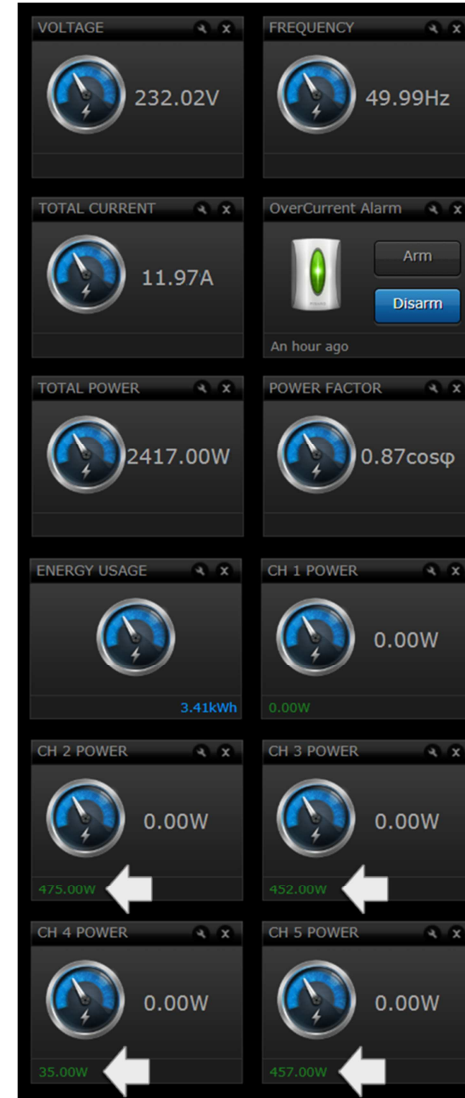 VOLTAGE
232.02V
FREQUENCY
49.99Hz
TOTAL CURRENT
11.97A
OverCurrent Alarm
Arm
Disarm
An hour ago
TOTAL POWER
2417.00W
POWER FACTOR
0.87cosφ
ENERGY USAGE
3.41kWh
CH 1 POWER
0.00W
0.00W
CH 2 POWER
0.00W
475.00W
CH 3 POWER
0.00W
452.00W
CH 4 POWER
0.00W
35.00W
CH 5 POWER
0.00W
457.00W